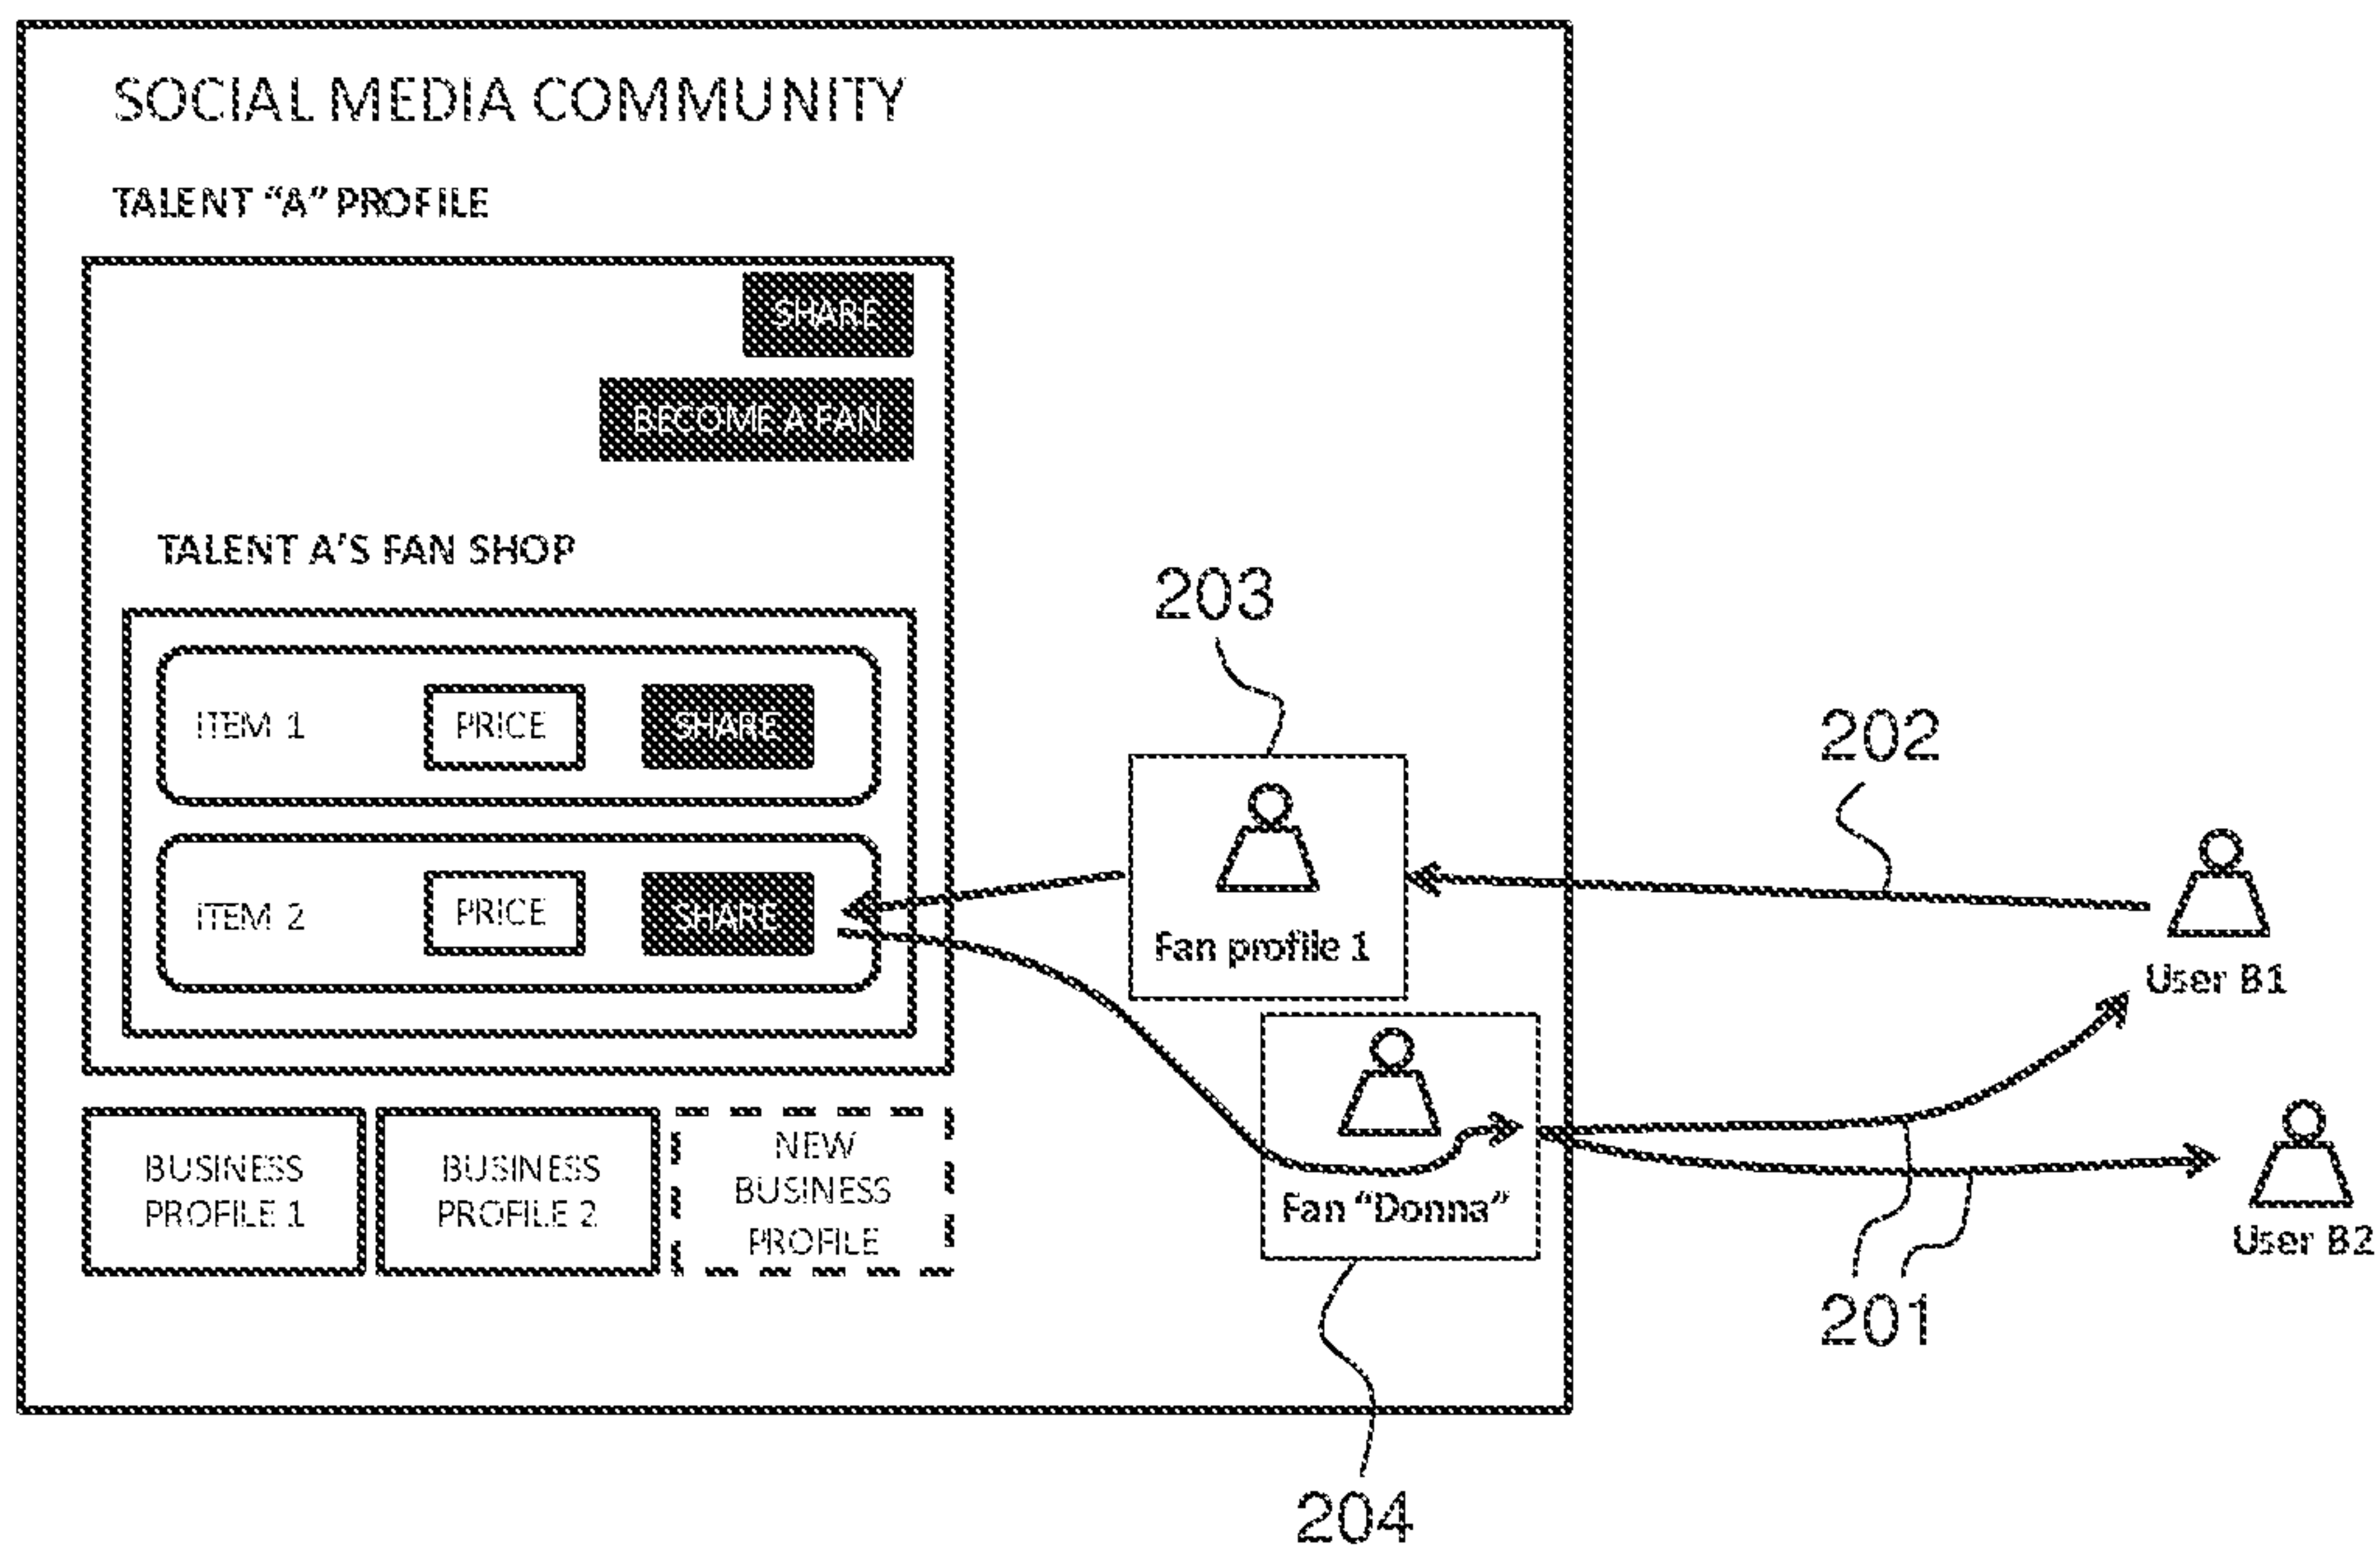 SOCIAL MEDIA COMMUNITY
TALENT “A” PROFILE
SHARE
BECOME A FAN
TALENT A’S FAN SHOP
ITEM 1 PRICE SHARE
ITEM 2 PRICE SHARE
BUSINESS
PROFILE 1
BUSINESS
PROFILE 2
NEW
BUSINESS
PROFILE
203
Fan profile 1
202
User B1
Fan “Donna”
User B2
201
204